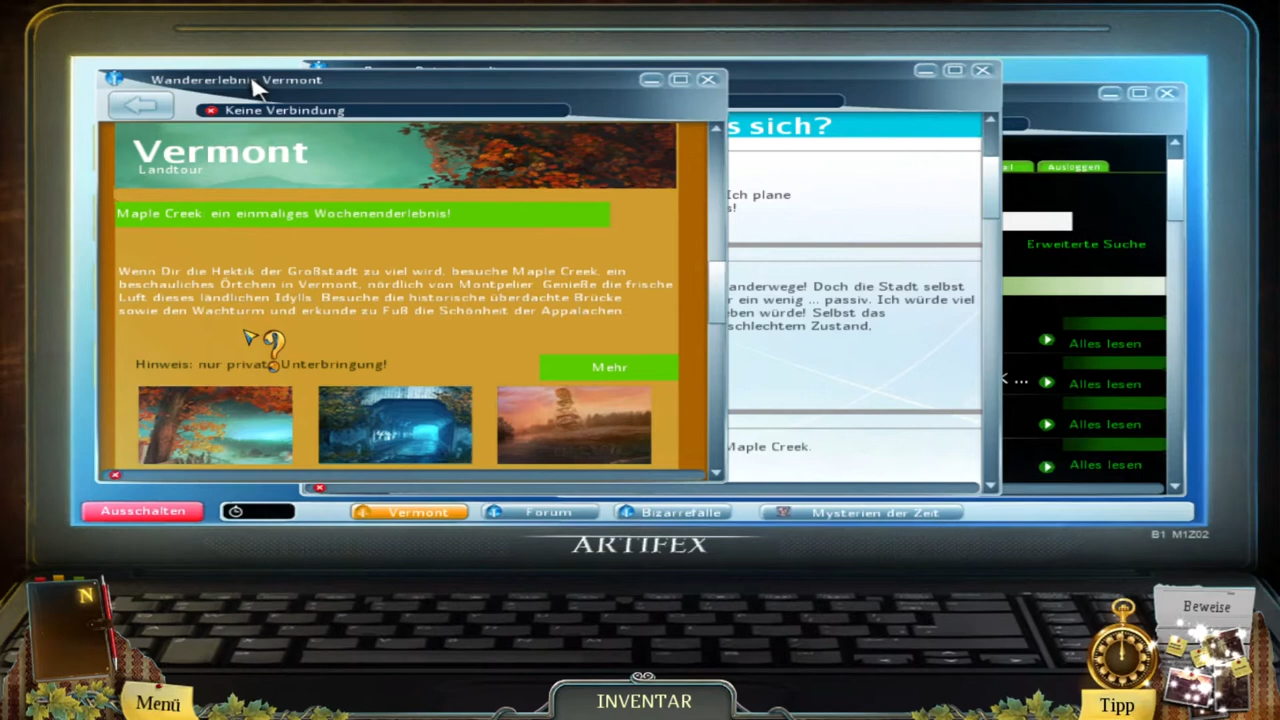 Wandererlebnis Vermont
Keine Verbindung
Vermont
Landtour
Maple Creek: ein einmaliges Wochenenderlebnis!
Wenn Dir die Hektik der Großstadt zu viel wird, besuche Maple Creek, ein
beschauliches Örtchen in Vermont, nördlich von Montpelier. Genieße die frische
Luft dieses ländlichen Idylls. Besuche die historische überdachte Brücke
sowie den Wachturm und erkunde zu Fuß die Schönheit der Appalachen.
Hinweis: nur private Unterbringung!
Mehr
s sich?
Ich plane
s!
anderwege! Doch die Stadt selbst
r ein wenig ... passiv. Ich würde viel
eben würde! Selbst das
schlechtem Zustand.
Maple Creek.
Ausloggen
Erweiterte Suche
Alles lesen
Alles lesen
Alles lesen
Alles lesen
Ausschalten
Vermont
Forum
Bizarrefälle
Mysterien der Zeit
B1 M1Z02
ARTIFEX
N
Beweise
Menü
INVENTAR
Tipp